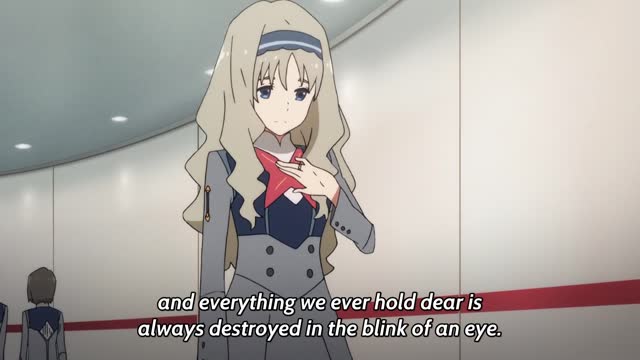 and everything we ever hold dear is
always destroyed in the blink of an eye.